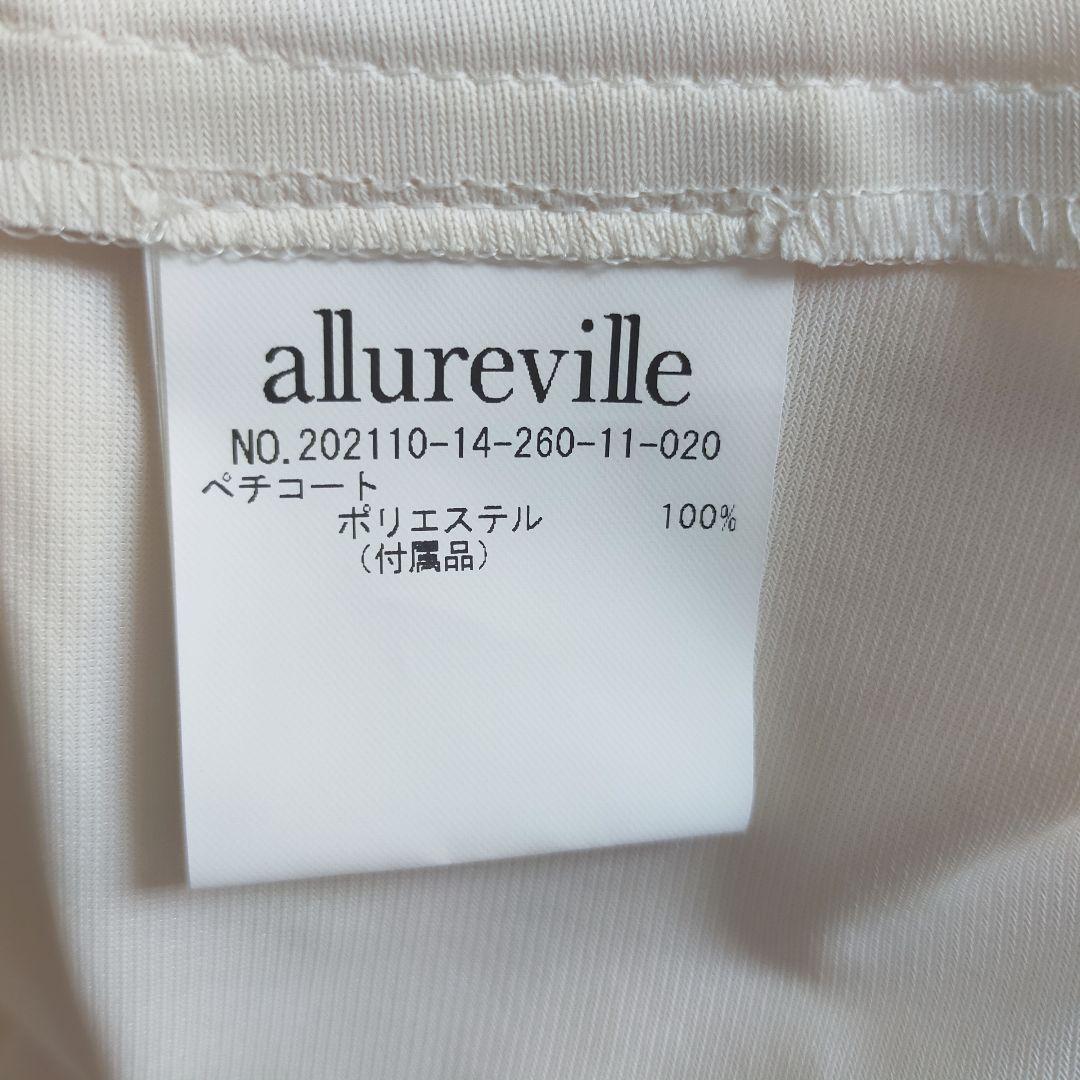 allureville
NO.202110-14-260-11-020
ペチコート
ポリエステル 100%
(付属品)